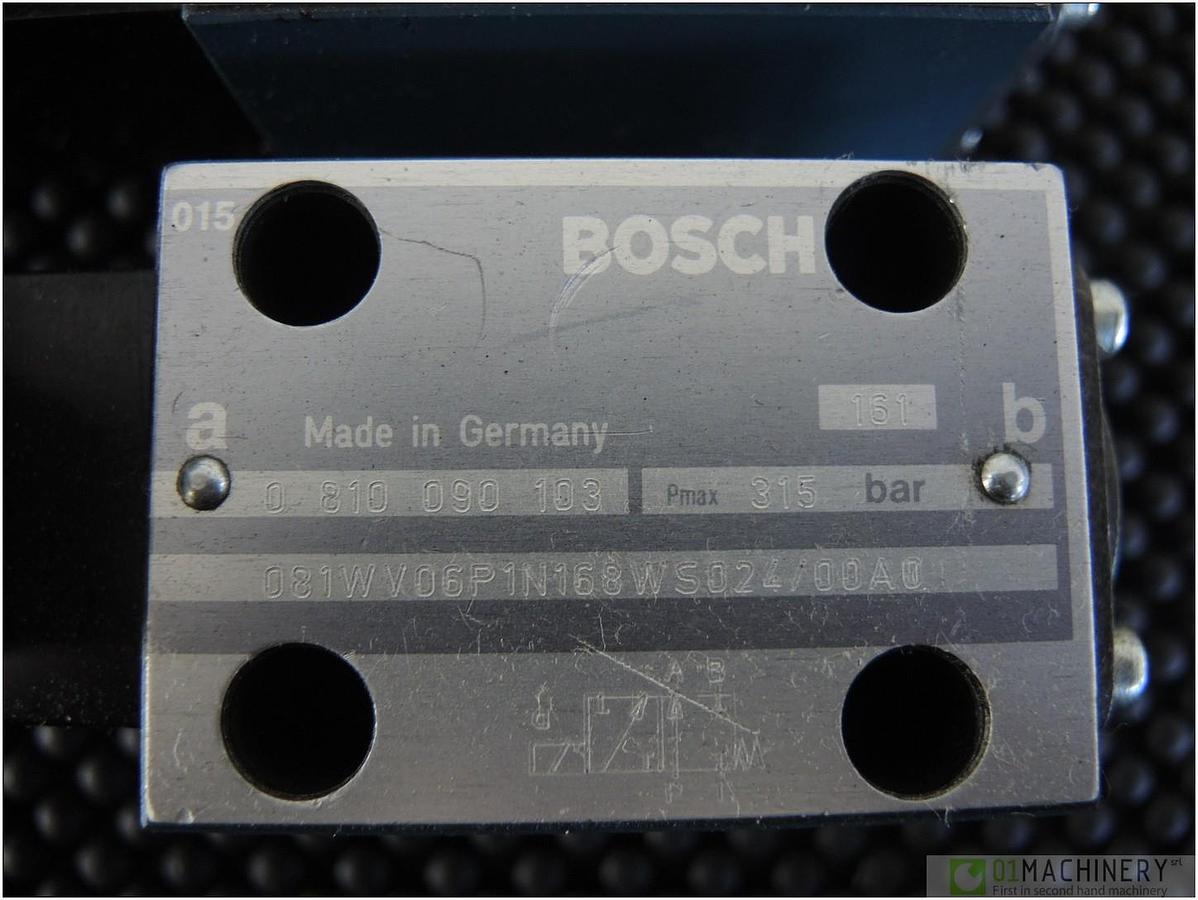 015 BOSCH
161
a Made in Germany b
0 810 090 103 Pmax 315 bar
081WV06P1N168WS024/00A0
A B
a
P T
01MACHINERY srl
First in second hand machinery